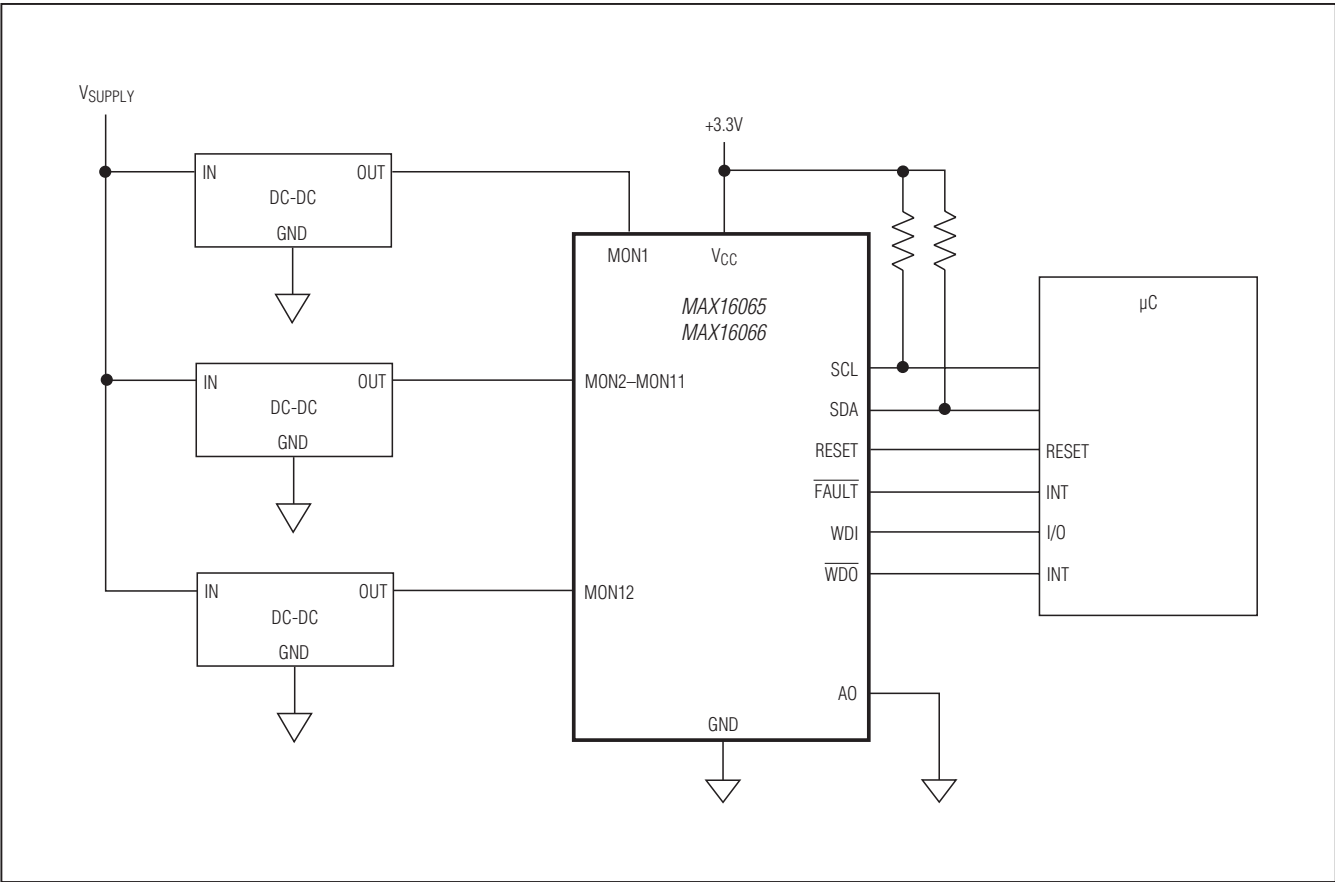 VSUPPLY
+3.3V
IN
OUT
DC-DC
GND
MON1
VCC
MAX16065
MAX16066
µC
IN
OUT
DC-DC
GND
MON2–MON11
SCL
SDA
RESET
RESET
FAULT
INT
WDI
I/O
WDO
INT
IN
OUT
DC-DC
GND
MON12
A0
GND